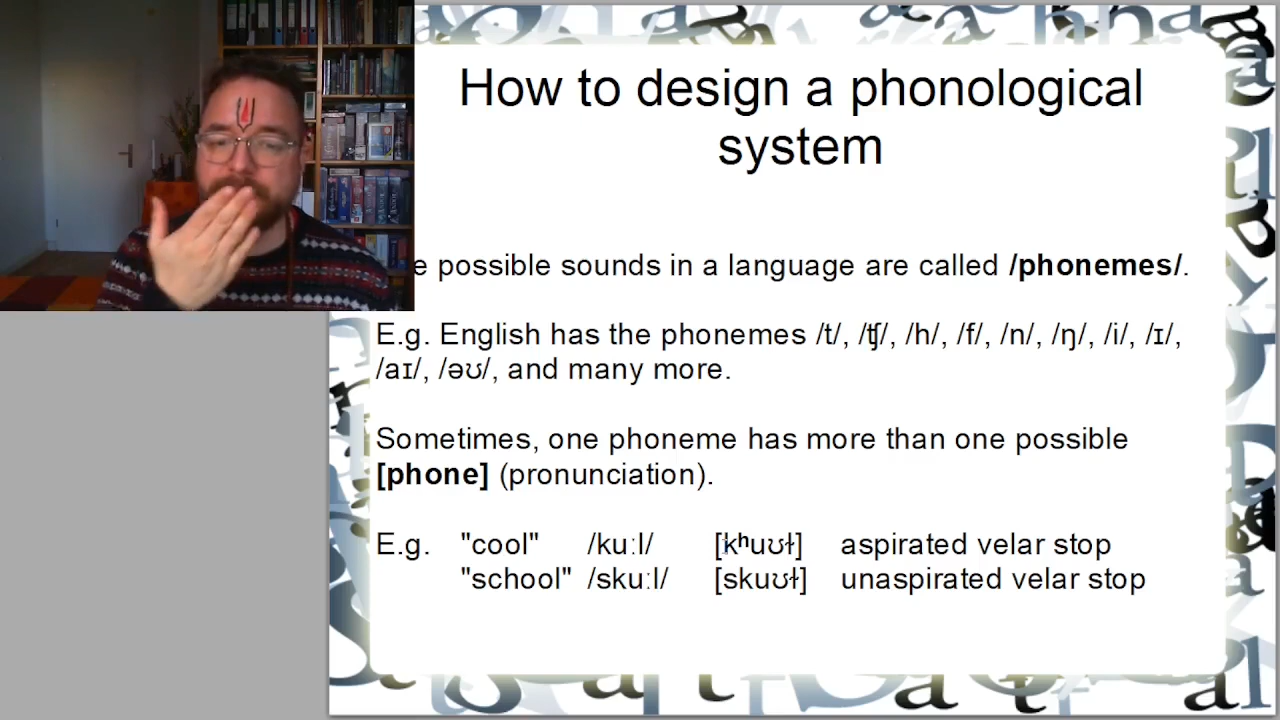 How to design a phonological
system
e possible sounds in a language are called /phonemes/.
E.g. English has the phonemes /t/, /ʧ/, /h/, /f/, /n/, /ŋ/, /i/, /ɪ/,
/aɪ/, /əʊ/, and many more.
Sometimes, one phoneme has more than one possible
[phone] (pronunciation).
E.g. "cool" /kuːl/ [kʰuʊɫ] aspirated velar stop
"school" /skuːl/ [skuʊɫ] unaspirated velar stop